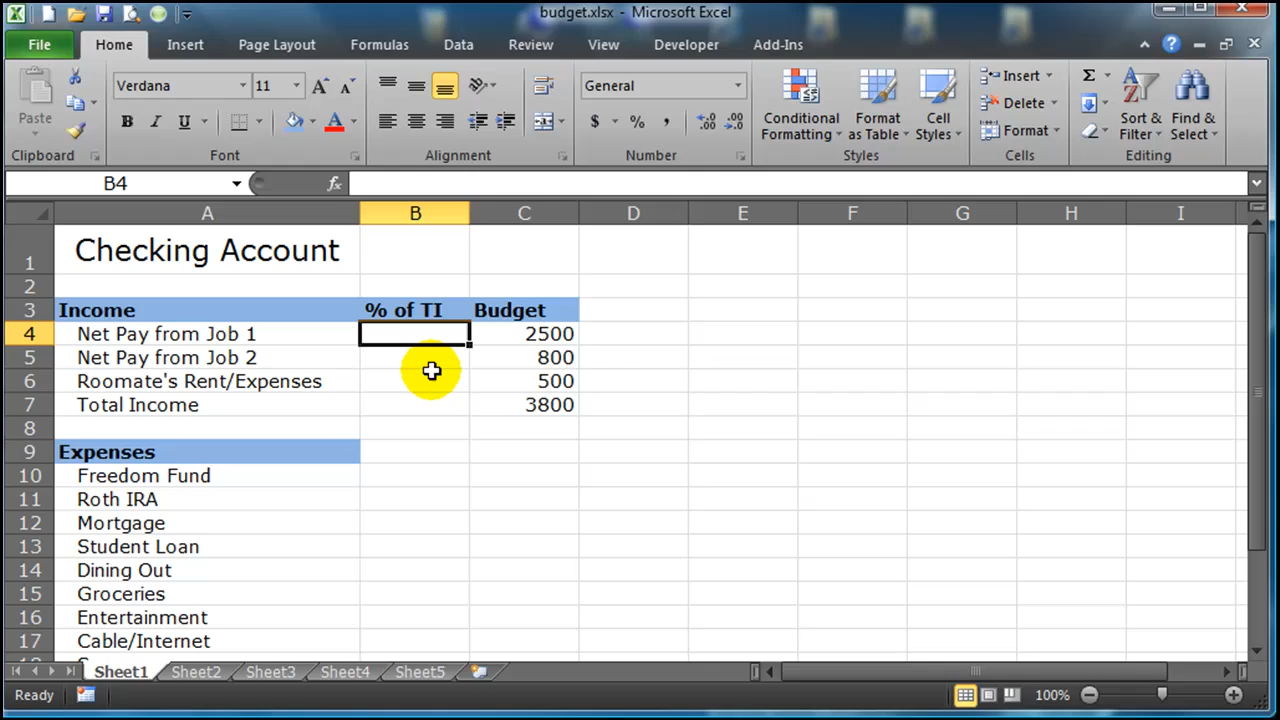 budget.xlsx - Microsoft Excel
File Home Insert Page Layout Formulas Data Review View Developer Add-Ins
Verdana 11 General Insert
Paste Conditional Formatting Format as Table Cell Styles Delete Sort & Filter Find & Select
B I U A $ % , Format
Clipboard Font Alignment Number Styles Cells Editing
B4 fx
A B C D E F G H I
1 Checking Account
2
3 Income % of TI Budget
4 Net Pay from Job 1 2500
5 Net Pay from Job 2 800
6 Roomate's Rent/Expenses 500
7 Total Income 3800
8
9 Expenses
10 Freedom Fund
11 Roth IRA
12 Mortgage
13 Student Loan
14 Dining Out
15 Groceries
16 Entertainment
17 Cable/Internet
Sheet1 Sheet2 Sheet3 Sheet4 Sheet5
Ready 100%